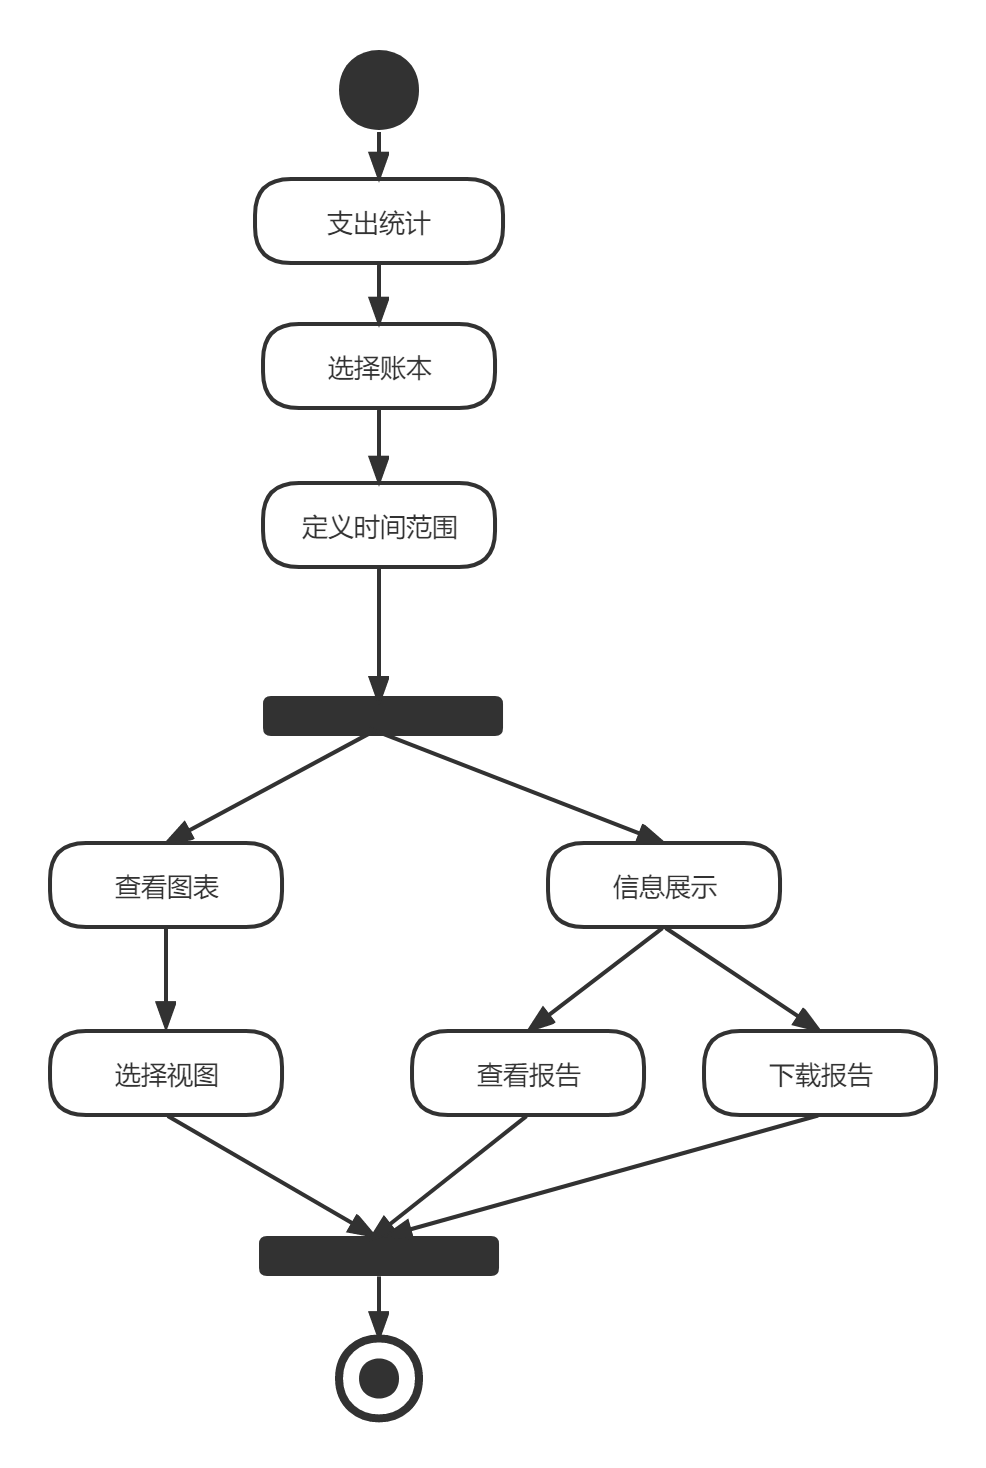 支出统计
选择账本
定义时间范围
查看图表
信息展示
选择视图
查看报告
下载报告